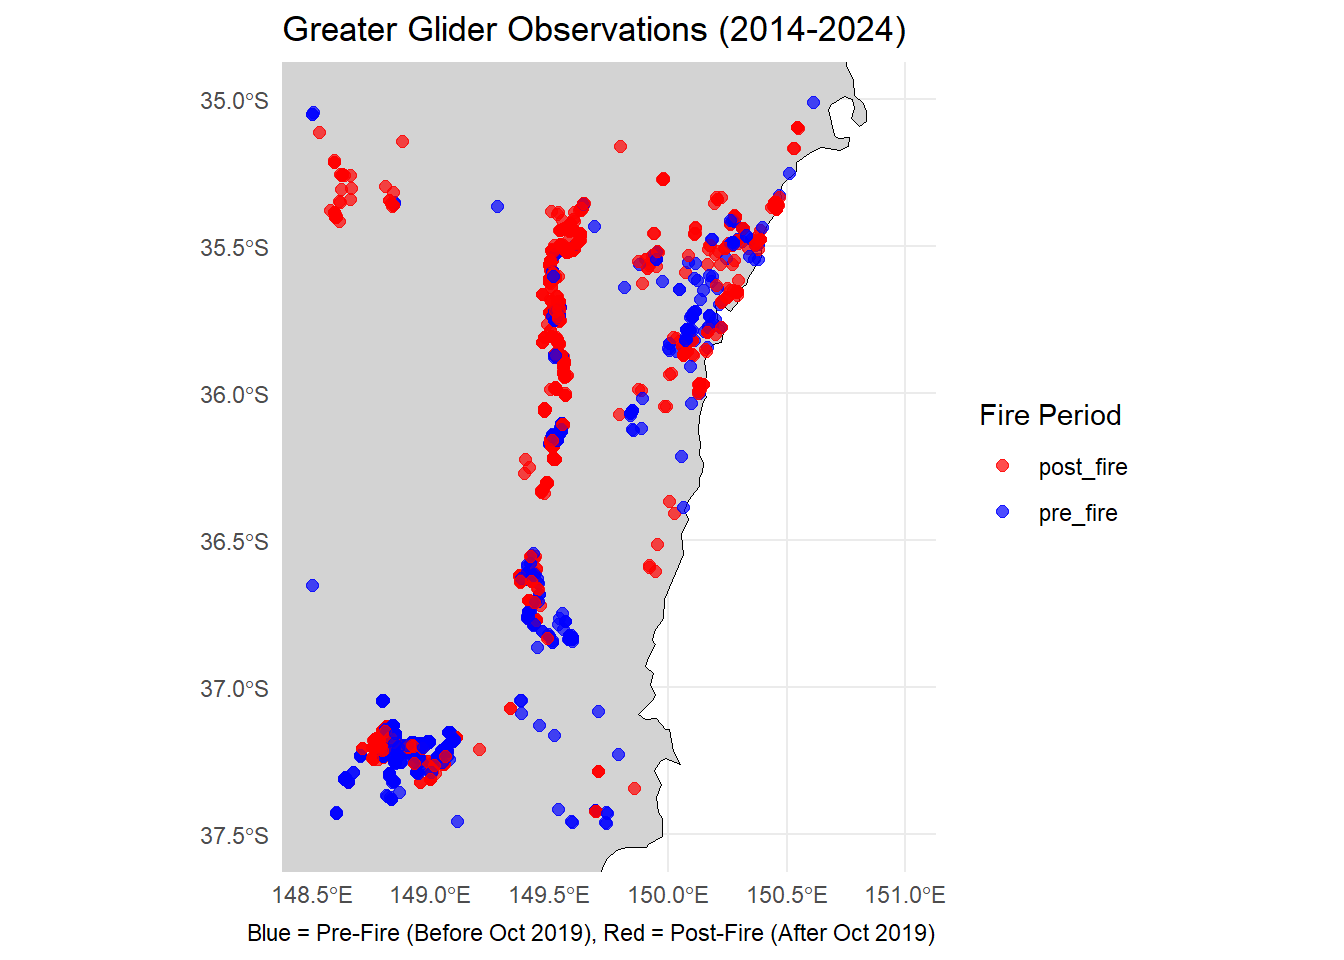 Greater Glider Observations (2014-2024)
35.0°S
35.5°S
36.0°S
36.5°S
37.0°S
37.5°S
148.5°E
149.0°E
149.5°E
150.0°E
150.5°E
151.0°E
Fire Period
post_fire
pre_fire
Blue = Pre-Fire (Before Oct 2019), Red = Post-Fire (After Oct 2019)